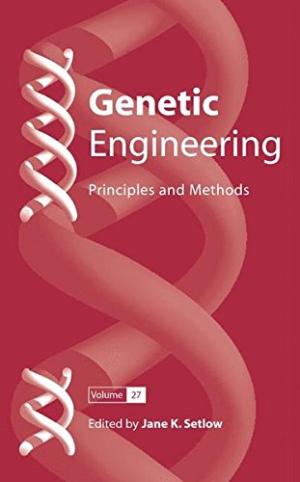 Genetic
Engineering
Principles and Methods
Volume 27
Edited by Jane K. Setlow